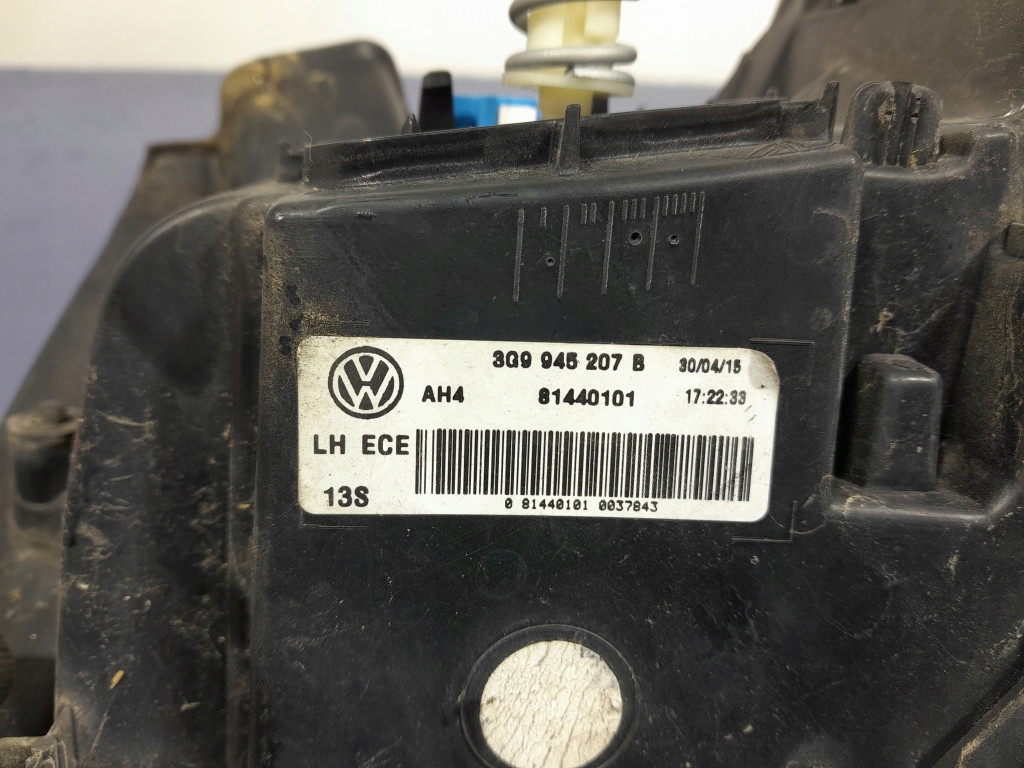 3G9 945 207 B 30/04/15
AH4 81440101 17:22:33
LH ECE
13S
0 81440101 0037843